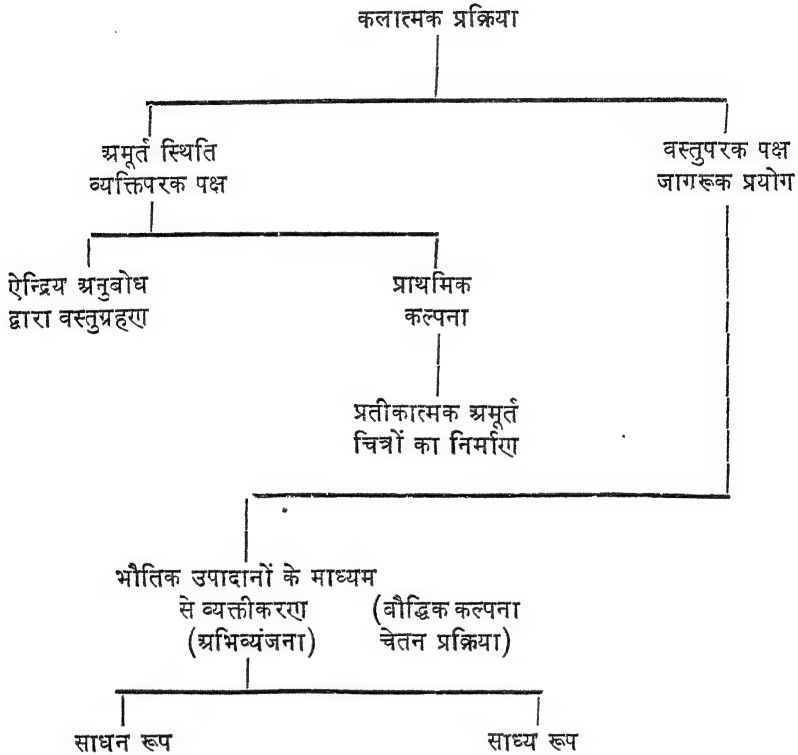 कलात्मक प्रक्रिया
अमूर्त स्थिति
व्यक्तिपरक पक्ष
वस्तुपरक पक्ष
जागरूक प्रयोग
ऐन्द्रिय अनुबोध
द्वारा वस्तुग्रहण
प्राथमिक
कल्पना
प्रतीकात्मक अमूर्त
चित्रों का निर्माण
भौतिक उपादानों के माध्यम
से व्यक्तीकरण
(अभिव्यंजना)
(बौद्धिक कल्पना
चेतन प्रक्रिया)
साधन रूप
साध्य रूप